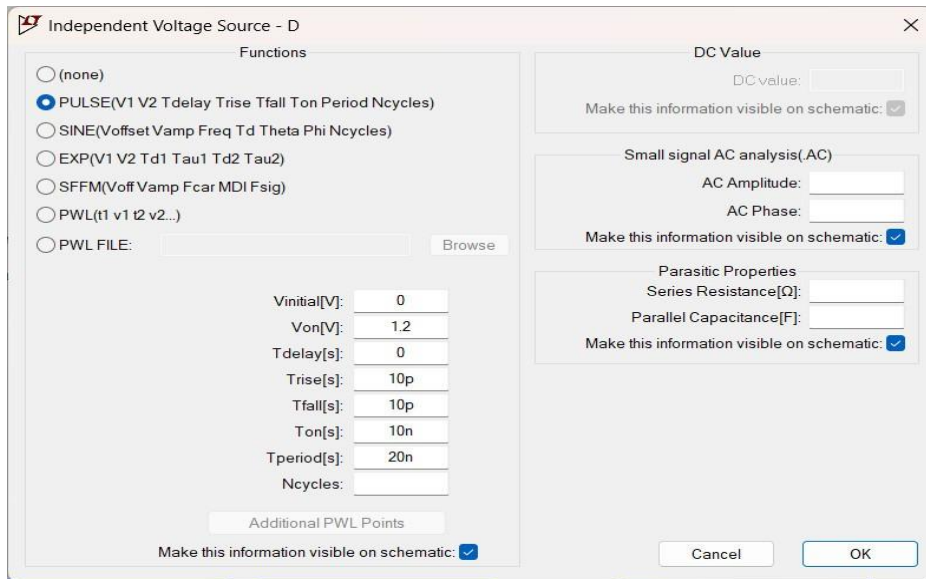 Independent Voltage Source - D
Functions
(none)
PULSE(V1 V2 Tdelay Trise Tfall Ton Period Ncycles)
SINE(Voffset Vamp Freq Td Theta Phi Ncycles)
EXP(V1 V2 Td1 Tau1 Td2 Tau2)
SFFM(Voff Vamp Fcar MDI Fsig)
PWL(t1 v1 t2 v2...)
PWL FILE: Browse
Vinitial[V]: 0
Von[V]: 1.2
Tdelay[s]: 0
Trise[s]: 10p
Tfall[s]: 10p
Ton[s]: 10n
Tperiod[s]: 20n
Ncycles:
Additional PWL Points
Make this information visible on schematic:
DC Value
DC value:
Make this information visible on schematic:
Small signal AC analysis(.AC)
AC Amplitude:
AC Phase:
Make this information visible on schematic:
Parasitic Properties
Series Resistance[Ω]:
Parallel Capacitance[F]:
Make this information visible on schematic:
Cancel OK